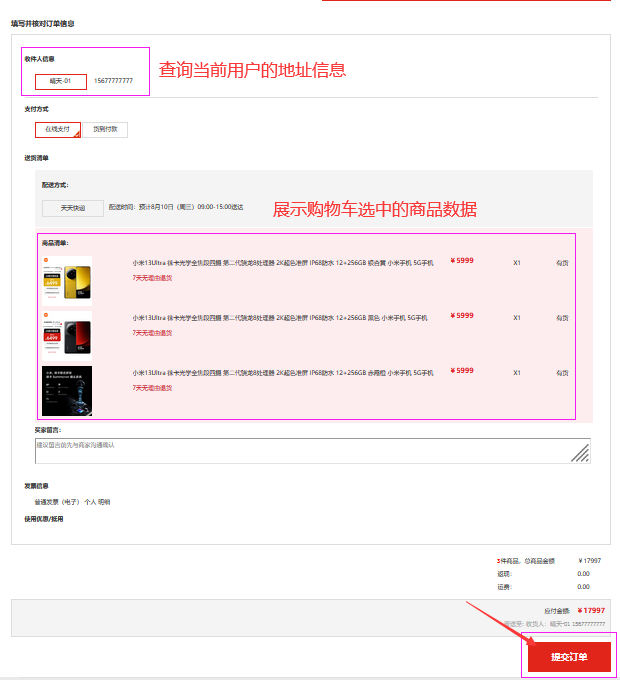 填写并核对订单信息
收件人信息
晴天-01 15677777777
查询当前用户的地址信息
支付方式
在线支付 货到付款
送货清单
配送方式:
天天快运 配送时间: 预计8月10日（周三）09:00-15:00送达
展示购物车选中的商品数据
商品清单:
小米13Ultra 徕卡光学全焦段四摄 第二代骁龙8处理器 2K超色准屏 IP68防水 12+256GB 橄榄黄 小米手机 5G手机 ￥5999 X1 有货
7天无理由退货
小米13Ultra 徕卡光学全焦段四摄 第二代骁龙8处理器 2K超色准屏 IP68防水 12+256GB 黑色 小米手机 5G手机 ￥5999 X1 有货
7天无理由退货
小米13Ultra 徕卡光学全焦段四摄 第二代骁龙8处理器 2K超色准屏 IP68防水 12+256GB 赤霞橙 小米手机 5G手机 ￥5999 X1 有货
7天无理由退货
买家留言:
建议留言前先与商家沟通确认
发票信息
普通发票（电子） 个人 明细
使用优惠/抵用
3件商品，总商品金额 ￥17997
返现: 0.00
运费: 0.00
应付金额: ￥17997
收货人: 晴天-01 15677777777
提交订单